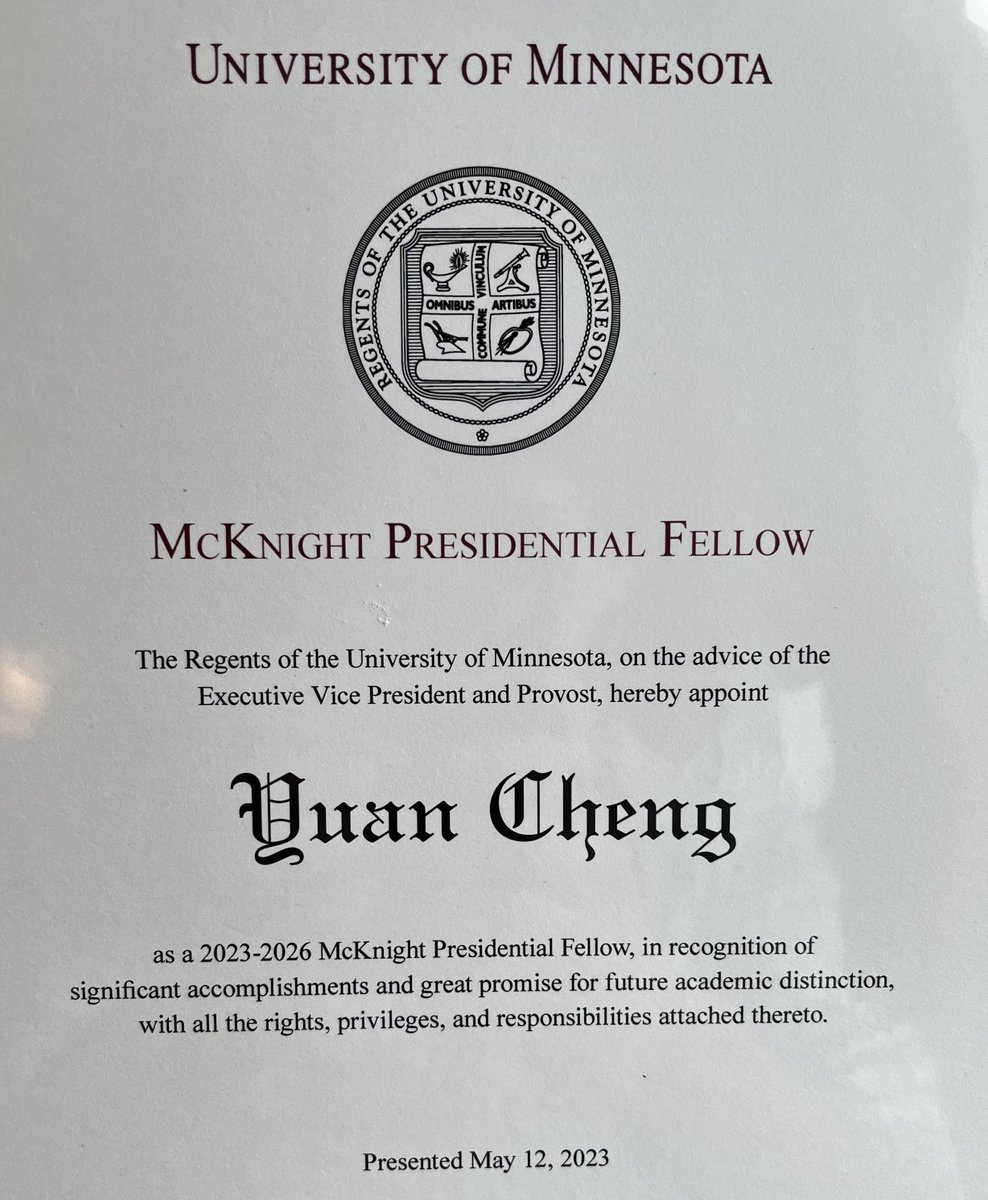 UNIVERSITY OF MINNESOTA
REGENTS OF THE UNIVERSITY OF MINNESOTA
OMNIBUS ARTIBUS
COMMUNE VINCULUM
MCKNIGHT PRESIDENTIAL FELLOW
The Regents of the University of Minnesota, on the advice of the
Executive Vice President and Provost, hereby appoint
Yuan Cheng
as a 2023-2026 McKnight Presidential Fellow, in recognition of
significant accomplishments and great promise for future academic distinction,
with all the rights, privileges, and responsibilities attached thereto.
Presented May 12, 2023